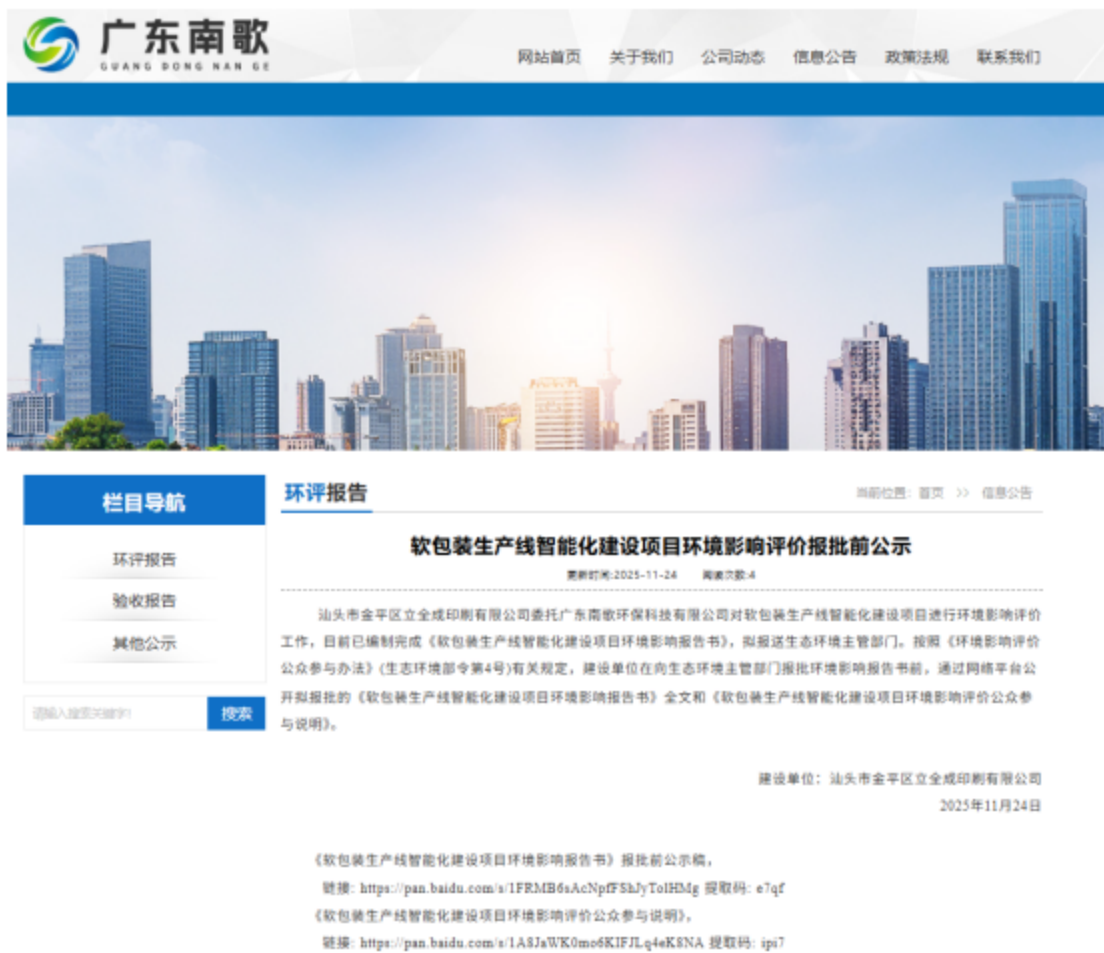 广东南歌
GUANG DONG NAN GE
网站首页 关于我们 公司动态 信息公告 政策法规 联系我们
栏目导航
环评报告
验收报告
其他公示
请输入搜索关键字!
搜索
环评报告
当前位置: 首页 >> 信息公告
软包装生产线智能化建设项目环境影响评价报批前公示
更新时间:2025-11-24 阅读次数:4
汕头市金平区立全成印刷有限公司委托广东南歌环保科技有限公司对软包装生产线智能化建设项目进行环境影响评价
工作，目前已编制完成《软包装生产线智能化建设项目环境影响报告书》，拟报送生态环境主管部门。按照《环境影响评价
公众参与办法》(生态环境部令第4号)有关规定，建设单位在向生态环境主管部门报批环境影响报告书前，通过网络平台公
开拟报批的《软包装生产线智能化建设项目环境影响报告书》全文和《软包装生产线智能化建设项目环境影响评价公众参
与说明》。
建设单位：汕头市金平区立全成印刷有限公司
2025年11月24日
《软包装生产线智能化建设项目环境影响报告书》报批前公示稿，
链接: https://pan.baidu.com/s/1FRMB6sAcNpfFShJyTolHMg 提取码: e7qf
《软包装生产线智能化建设项目环境影响评价公众参与说明》，
链接: https://pan.baidu.com/s/1A8JaWK0mo6KIFJLq4eK8NA 提取码: ipi7